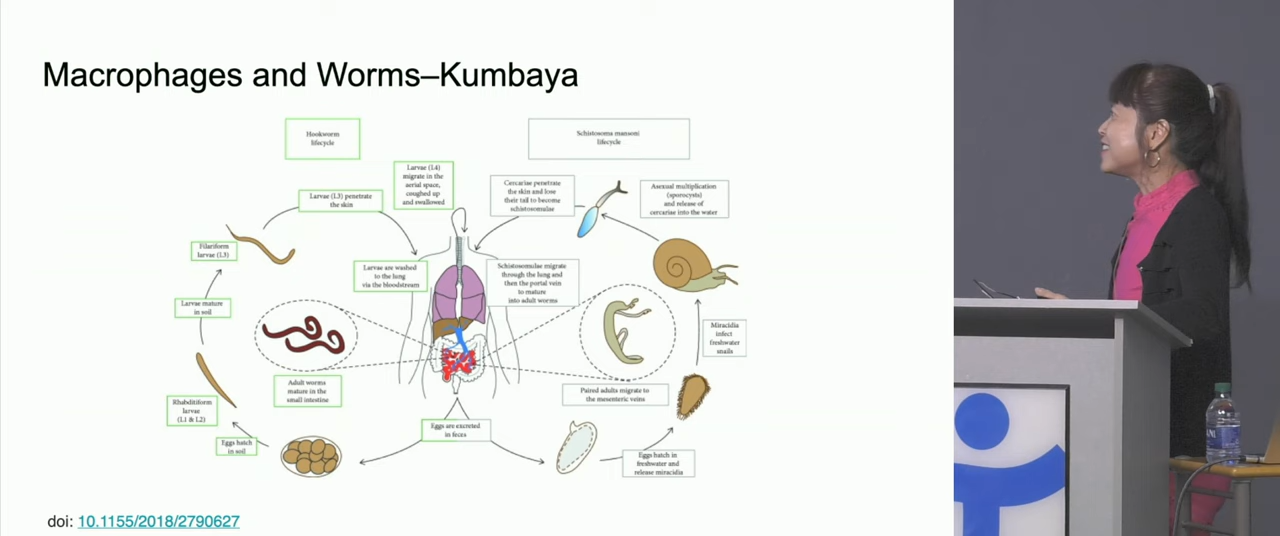 Macrophages and Worms–Kumbaya
Hookworm
lifecycle
Schistosoma mansoni
lifecycle
Larvae (L4)
migrate in the
aerial space,
coughed up
and swallowed
Larvae (L3) penetrate
the skin
Cercariae penetrate
the skin and lose
their tail to become
schistosomulae
Asexual multiplication
(sporocysts)
and release of
cercariae into the water
Filariform
larvae (L3)
Larvae are washed
to the lung
via the bloodstream
Schistosomulae migrate
through the lung and
then the portal vein
to mature
into adult worms
Larvae mature
in soil
Miracidia
infect
freshwater
snails
Adult worms
mature in the
small intestine
Paired adults migrate to
the mesenteric veins
Rhabditiform
larvae
(L1 & L2)
Eggs are excreted
in feces
Eggs hatch
in soil
Eggs hatch in
freshwater and
release miracidia
doi: 10.1155/2018/2790627